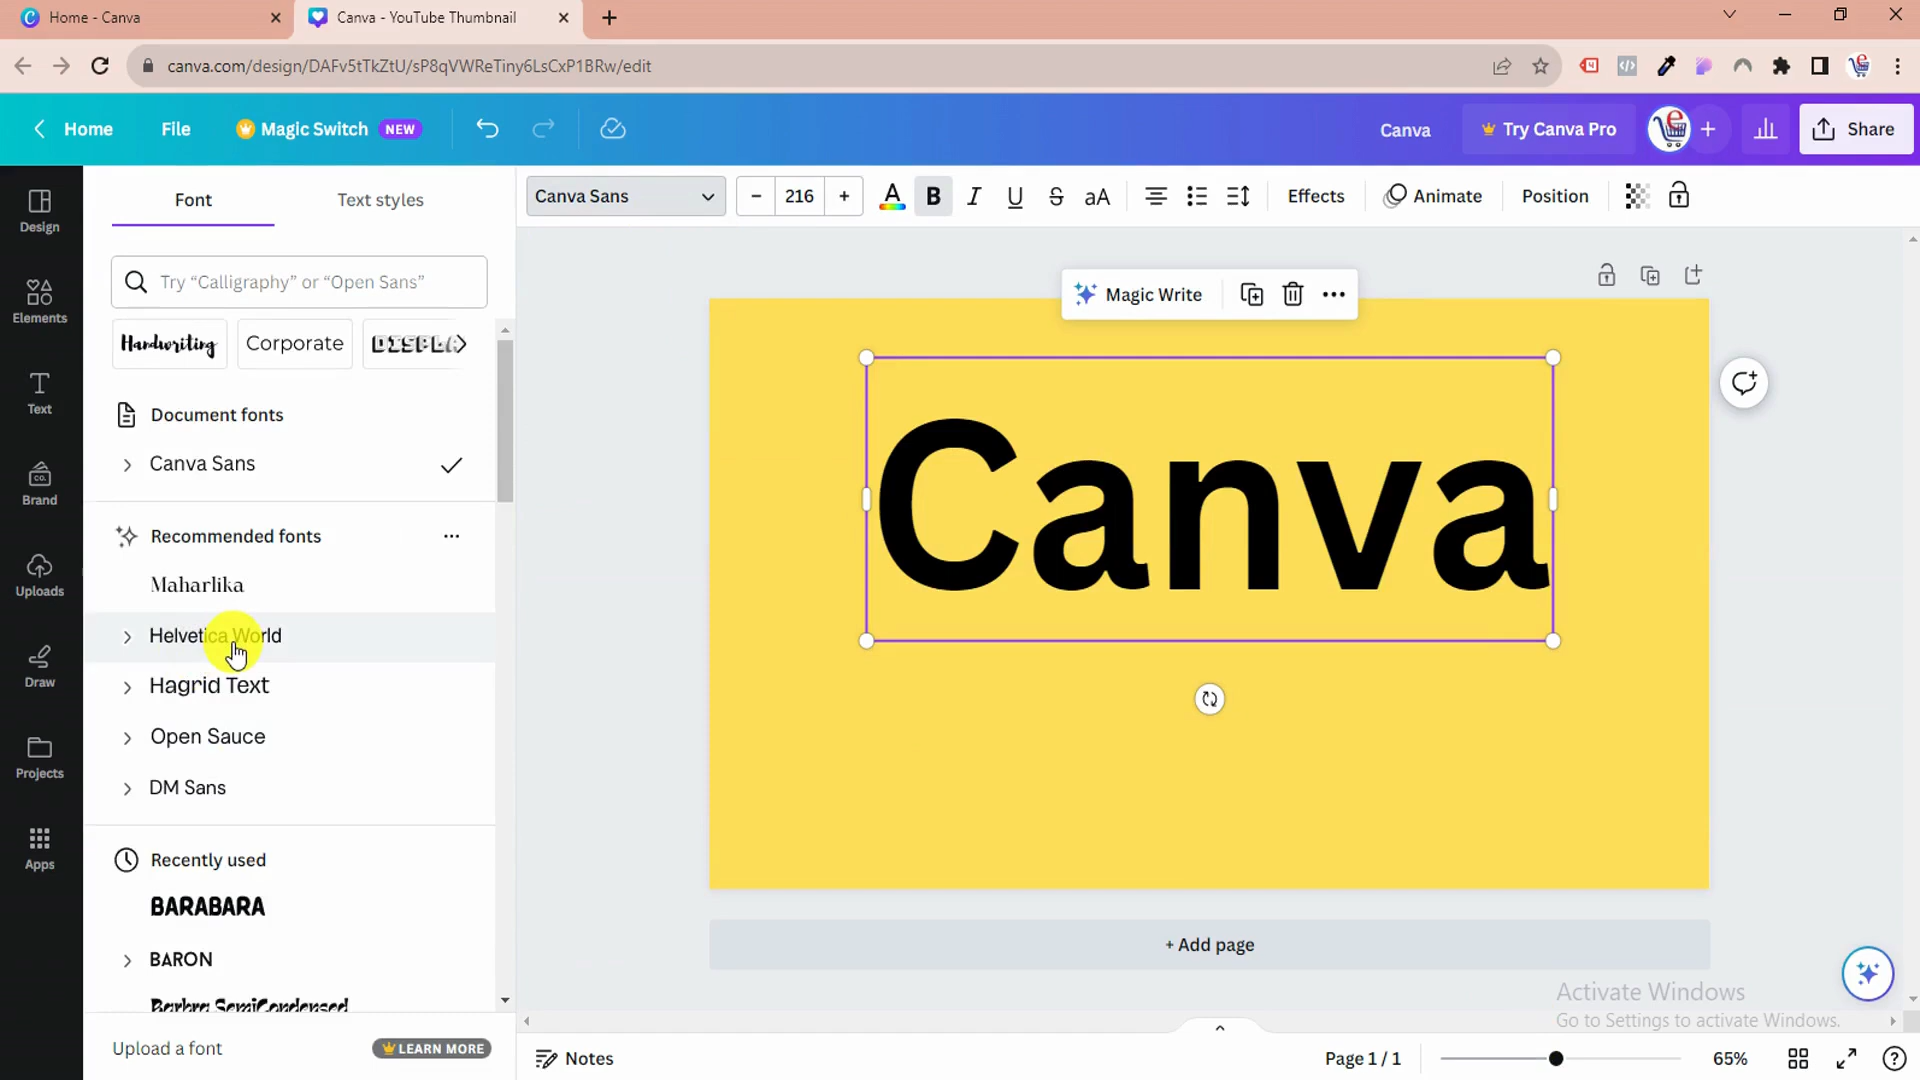 Home - Canva
Canva - YouTube Thumbnail
canva.com/design/DAFv5tTkZtU/sP8qVWReTiny6LsCxP1BRw/edit
Home
File
Magic Switch NEW
Canva
Try Canva Pro
Share
Design
Elements
Text
Brand
Uploads
Draw
Projects
Apps
Font
Text styles
Try “Calligraphy” or “Open Sans”
Handwriting
Corporate
DISPLA
Document fonts
Canva Sans
Recommended fonts
Maharlika
Helvetica World
Hagrid Text
Open Sauce
DM Sans
Recently used
BARABARA
BARON
Barbra SemiCondensed
Upload a font
LEARN MORE
Canva Sans
216
A
B
I
U
S
aA
Effects
Animate
Position
Magic Write
Canva
+ Add page
Activate Windows
Go to Settings to activate Windows.
Notes
Page 1 / 1
65%